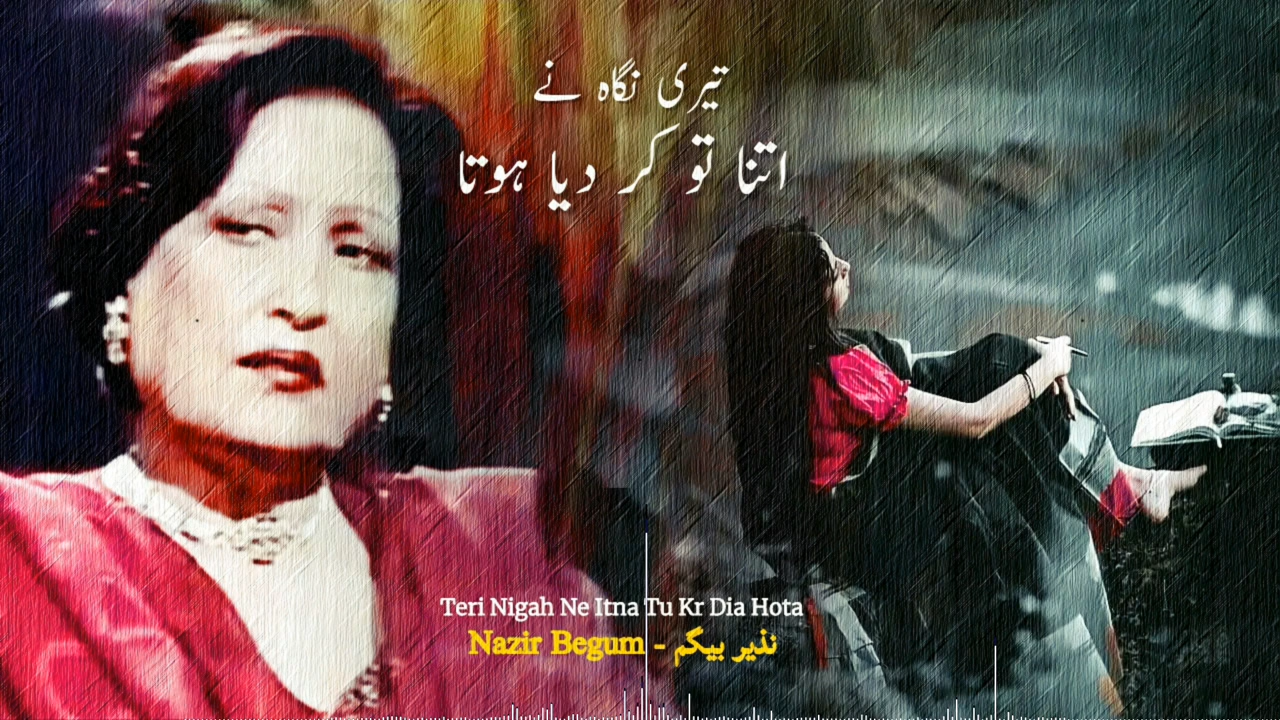 تیری نگاہ نے
اتنا تو کر دیا ہوتا
Teri Nigah Ne Itna Tu Kr Dia Hota
Nazir Begum - نذیر بیگم